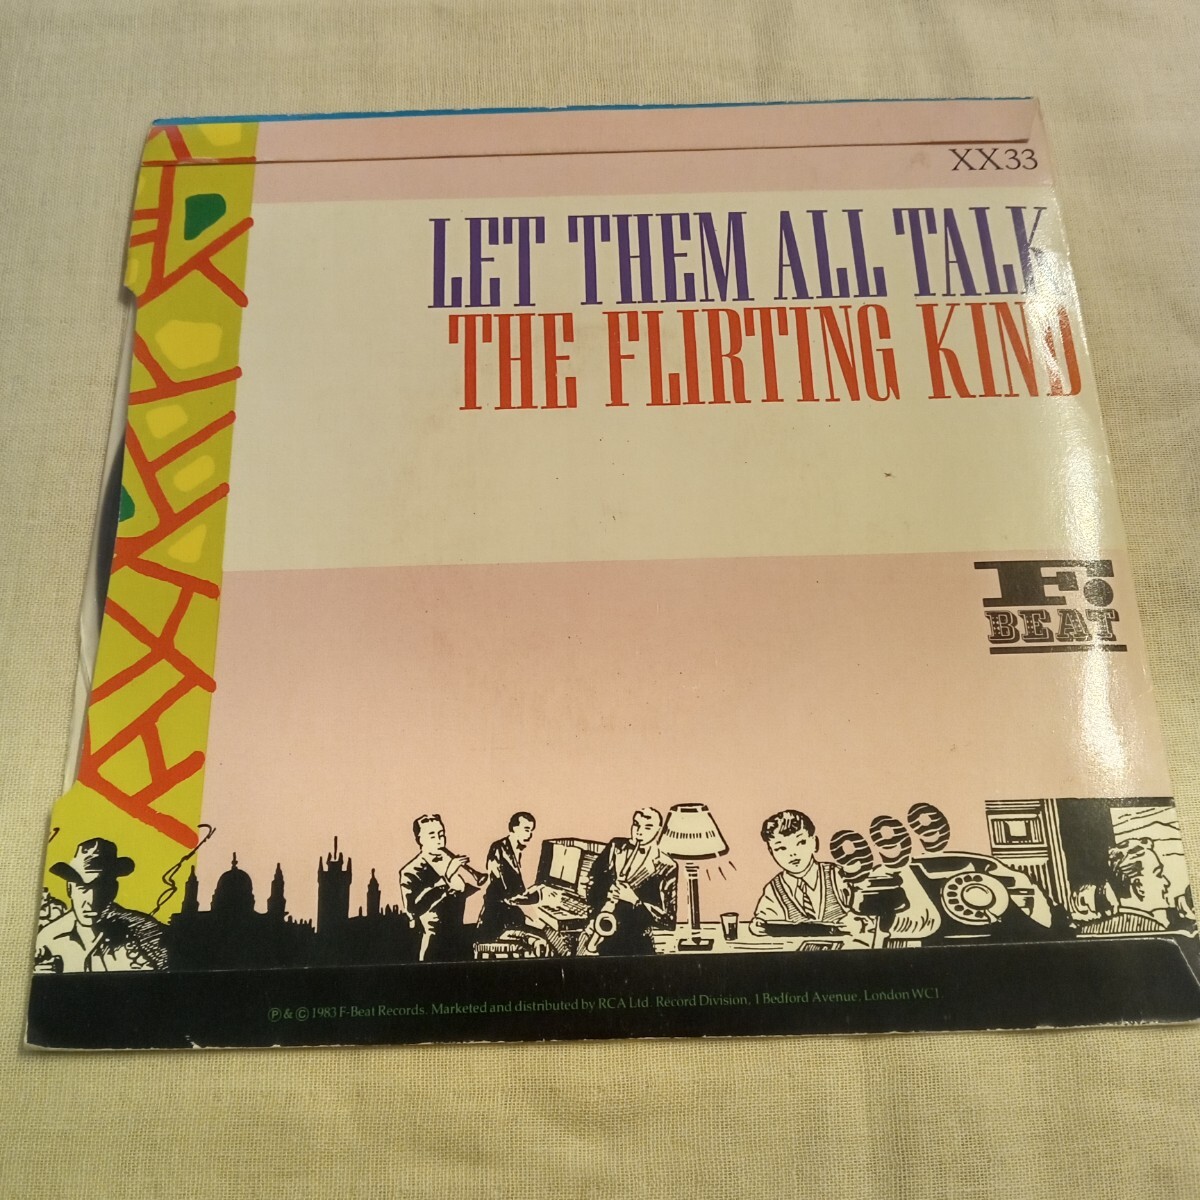 XX33
LET THEM ALL TALK
THE FLIRTING KIND
F.
BEAT
999
℗ & © 1983 F-Beat Records. Marketed and distributed by RCA Ltd. Record Division, 1 Bedford Avenue, London WC1.